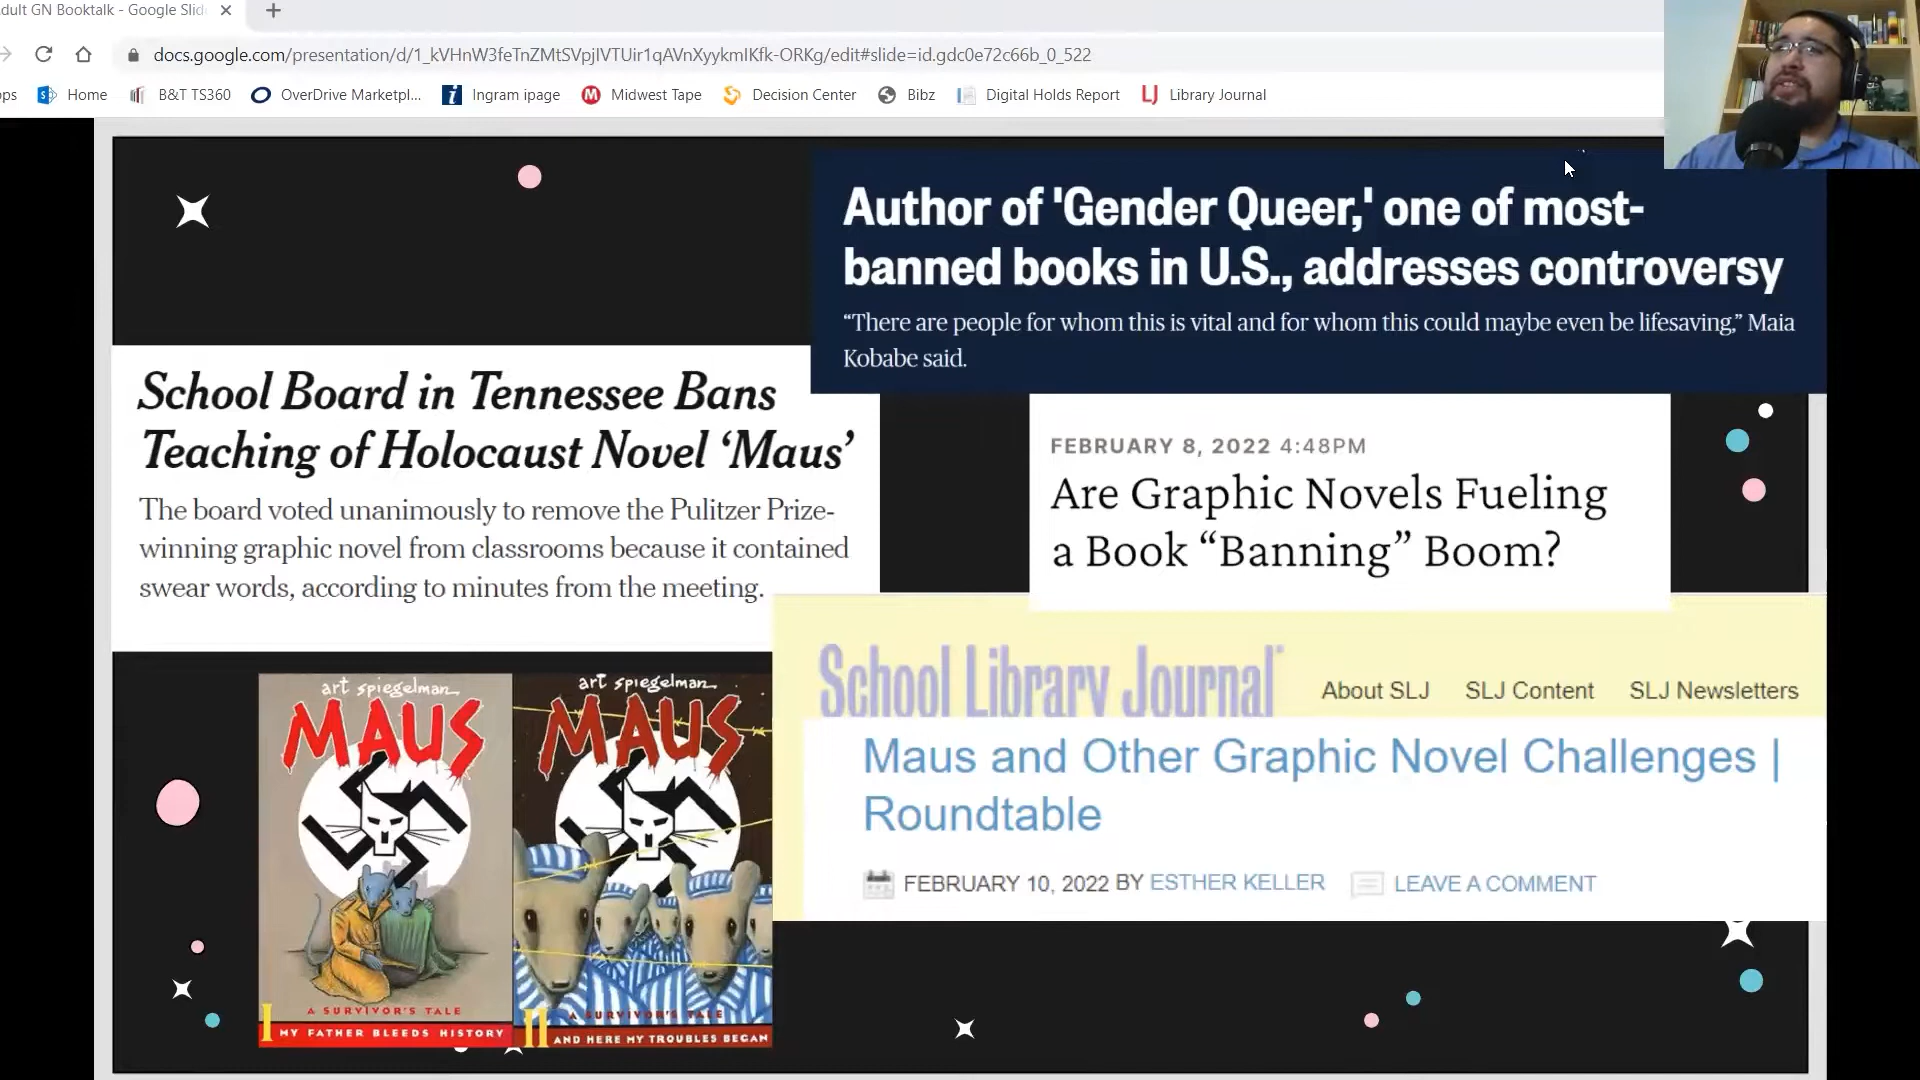 dult GN Booktalk - Google Slid
docs.google.com/presentation/d/1_kVHnW3feTnZMtSVpjlVTUir1qAVnXyykmIKfk-ORKg/edit#slide=id.gdc0e72c66b_0_522
ps Home B&T TS360 OverDrive Marketpl... Ingram ipage Midwest Tape Decision Center Bibz Digital Holds Report LJ Library Journal
Author of 'Gender Queer,' one of most-
banned books in U.S., addresses controversy
“There are people for whom this is vital and for whom this could maybe even be lifesaving,” Maia
Kobabe said.
School Board in Tennessee Bans
Teaching of Holocaust Novel ‘Maus’
The board voted unanimously to remove the Pulitzer Prize-
winning graphic novel from classrooms because it contained
swear words, according to minutes from the meeting.
FEBRUARY 8, 2022 4:48PM
Are Graphic Novels Fueling
a Book “Banning” Boom?
School Library Journal
About SLJ SLJ Content SLJ Newsletters
Maus and Other Graphic Novel Challenges |
Roundtable
FEBRUARY 10, 2022 BY ESTHER KELLER LEAVE A COMMENT
art spiegelman
MAUS
A SURVIVOR'S TALE
I MY FATHER BLEEDS HISTORY
art spiegelman
MAUS
A SURVIVOR'S TALE
II AND HERE MY TROUBLES BEGAN